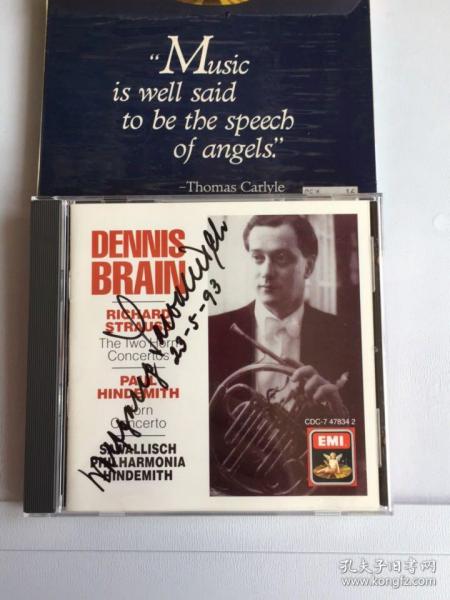 “Music
is well said
to be the speech
of angels.”
–Thomas Carlyle
DENNIS
BRAIN
RICHARD
STRAUSS
The Two Horn
Concertos
PAUL
HINDEMITH
Horn
Concerto
SAWALLISCH
PHILHARMONIA
HINDEMITH
Wolfgang Sawallisch
23-5-93
CDC-7 47834 2
EMI
孔夫子旧书网
www.kongfz.com